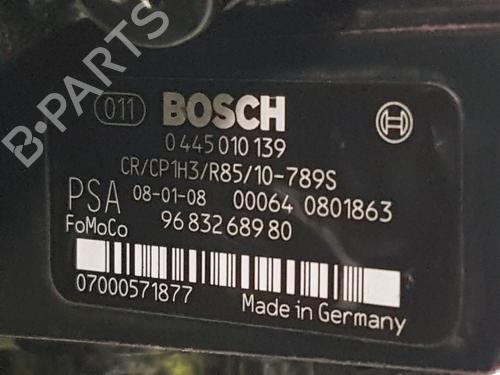 011 BOSCH
0 445 010 139
CR/CP1H3/R85/10-789S
PSA 08-01-08 00064 0801863
FoMoCo 96 832 689 80
07000571877 Made in Germany
B-PARTS